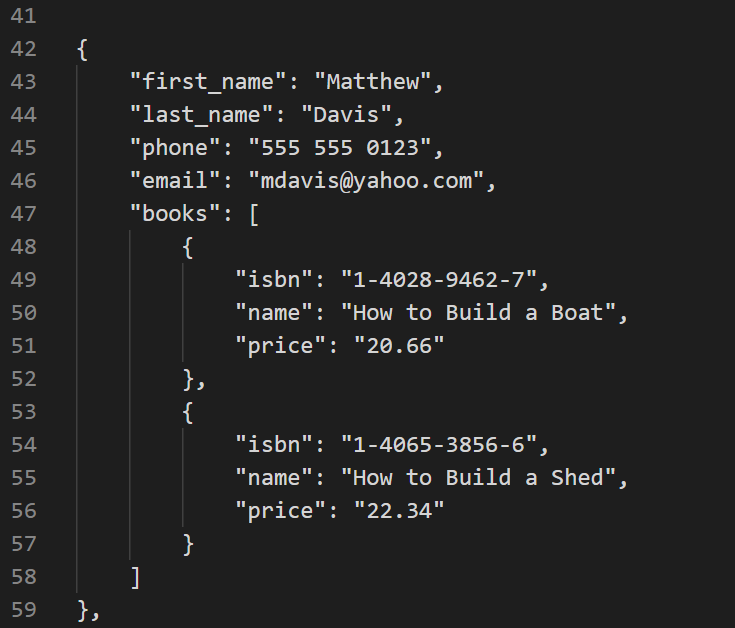 41
42 {
43 "first_name": "Matthew",
44 "last_name": "Davis",
45 "phone": "555 555 0123",
46 "email": "mdavis@yahoo.com",
47 "books": [
48 {
49 "isbn": "1-4028-9462-7",
50 "name": "How to Build a Boat",
51 "price": "20.66"
52 },
53 {
54 "isbn": "1-4065-3856-6",
55 "name": "How to Build a Shed",
56 "price": "22.34"
57 }
58 ]
59 },